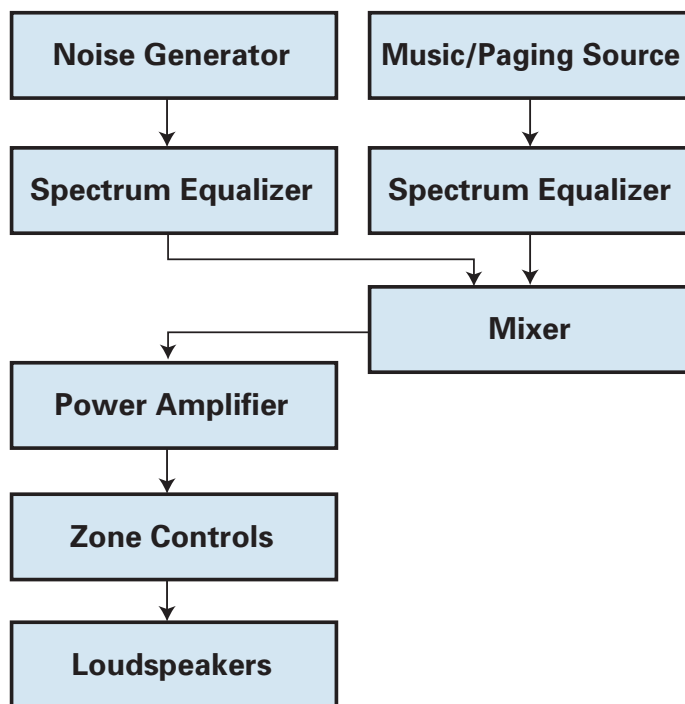 Noise Generator
Music/Paging Source
Spectrum Equalizer
Spectrum Equalizer
Mixer
Power Amplifier
Zone Controls
Loudspeakers